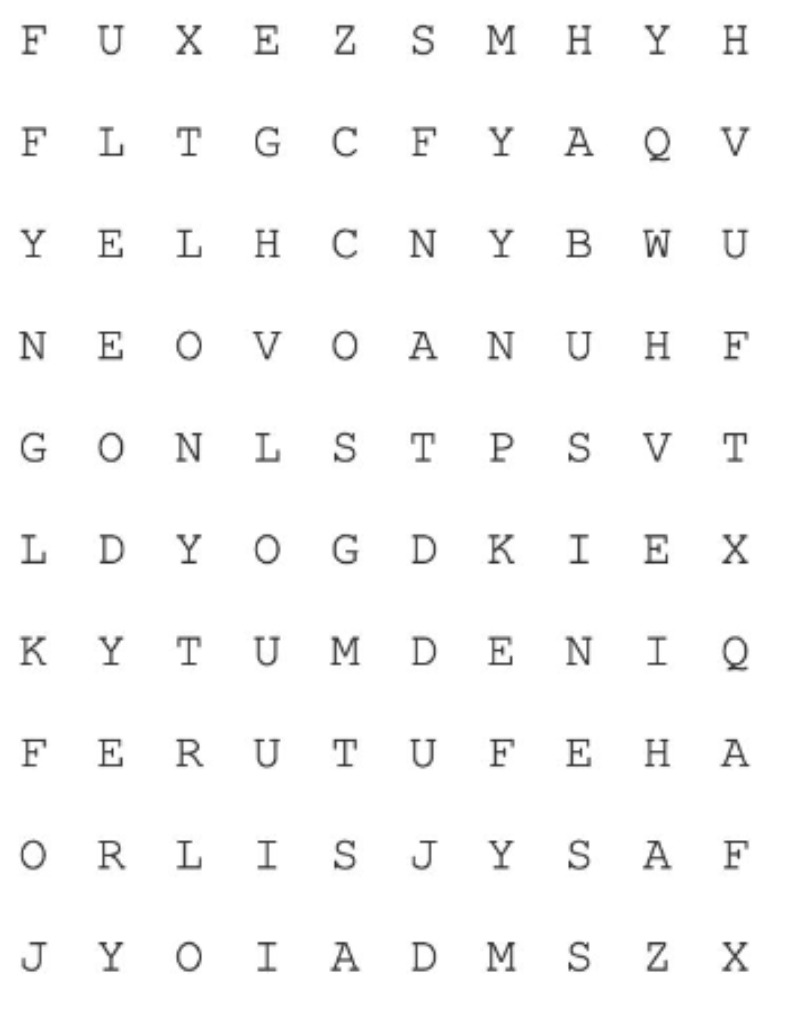 F U X E Z S M H Y H
F L T G C F Y A Q V
Y E L H C N Y B W U
N E O V O A N U H F
G O N L S T P S V T
L D Y O G D K I E X
K Y T U M D E N I Q
F E R U T U F E H A
O R L I S J Y S A F
J Y O I A D M S Z X